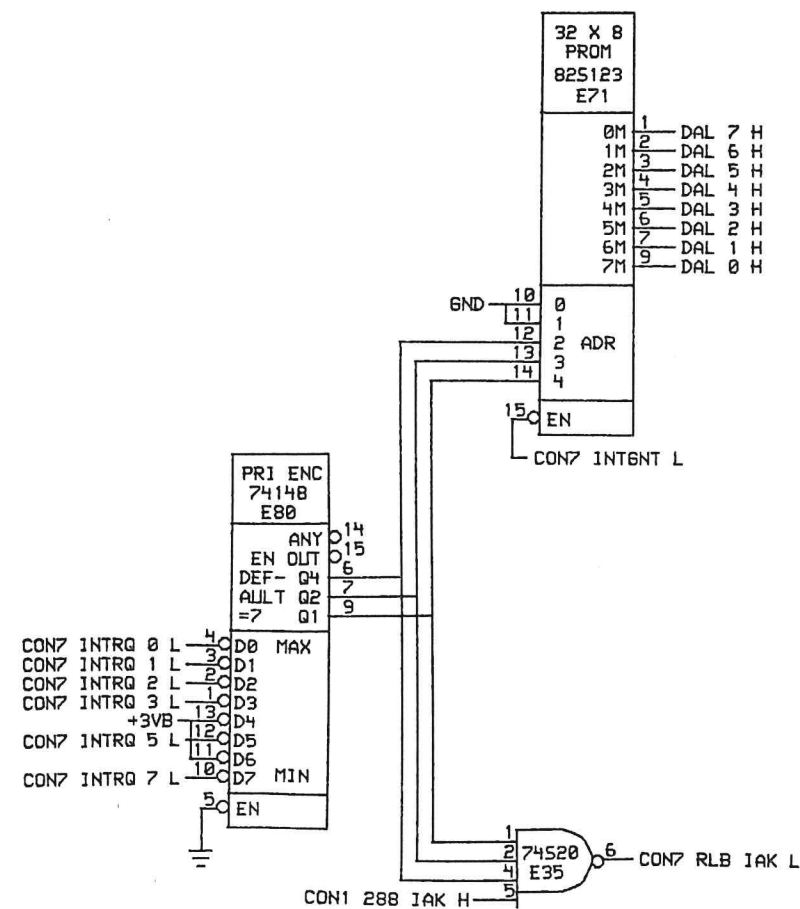 32 X 8
PROM
82S123
E71
0M 1 DAL 7 H
1M 2 DAL 6 H
2M 3 DAL 5 H
3M 4 DAL 4 H
4M 5 DAL 3 H
5M 6 DAL 2 H
6M 7 DAL 1 H
7M 9 DAL 0 H
GND 10 0
11 1
12 2 ADR
13 3
14 4
15 EN
CON7 INTGNT L
PRI ENC
74148
E80
ANY 14
EN OUT 15
DEF- Q4 6
AULT Q2 7
=7 Q1 9
CON7 INTRQ 0 L 4 D0 MAX
CON7 INTRQ 1 L 3 D1
CON7 INTRQ 2 L 2 D2
CON7 INTRQ 3 L 1 D3
+3VB 13 D4
CON7 INTRQ 5 L 12 D5
11 D6
CON7 INTRQ 7 L 10 D7 MIN
5 EN
1
2 74S20 6 CON7 RLB IAK L
4 E35
CON1 288 IAK H 5